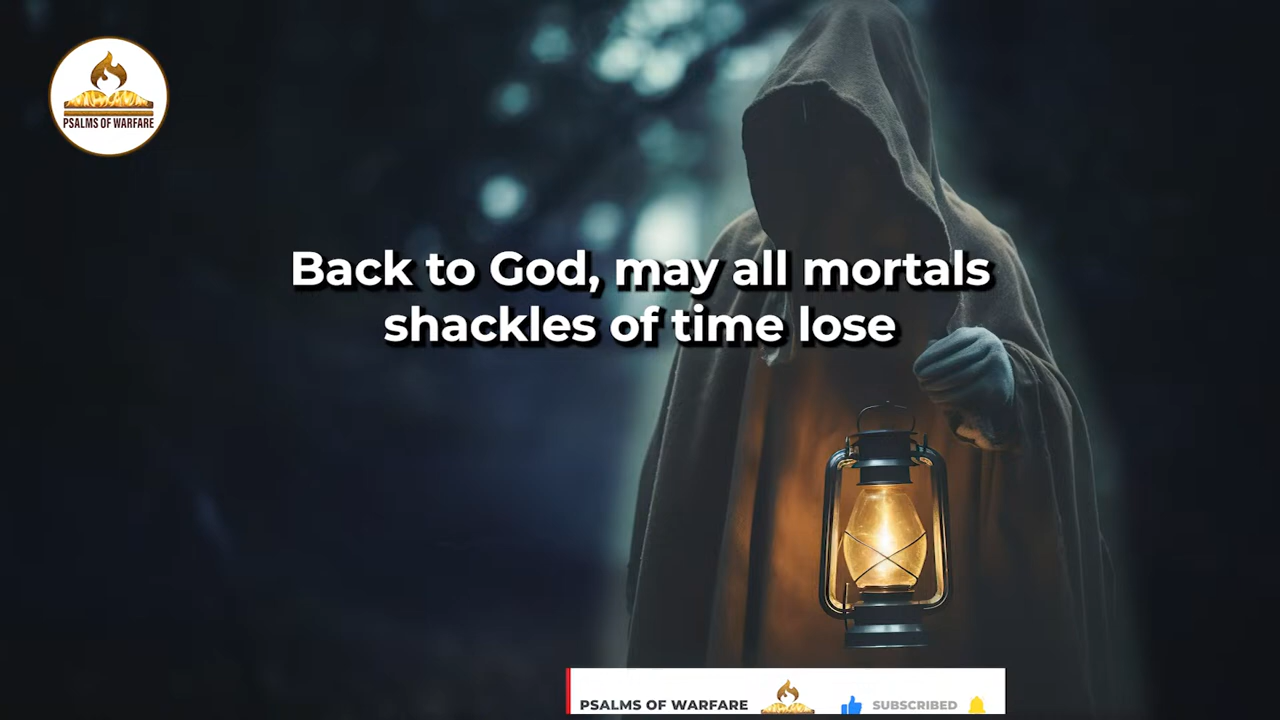 PSALMS OF WARFARE
Back to God, may all mortals
shackles of time lose
PSALMS OF WARFARE
SUBSCRIBED